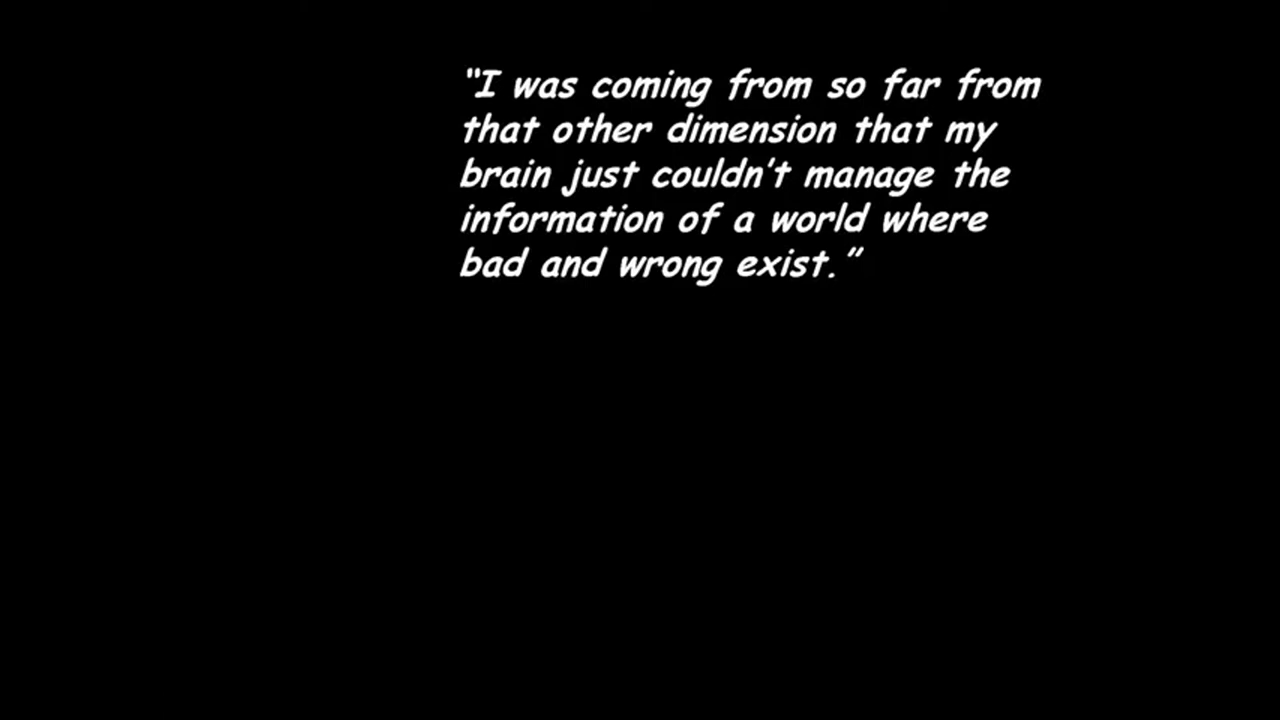 "I was coming from so far from
that other dimension that my
brain just couldn't manage the
information of a world where
bad and wrong exist.”